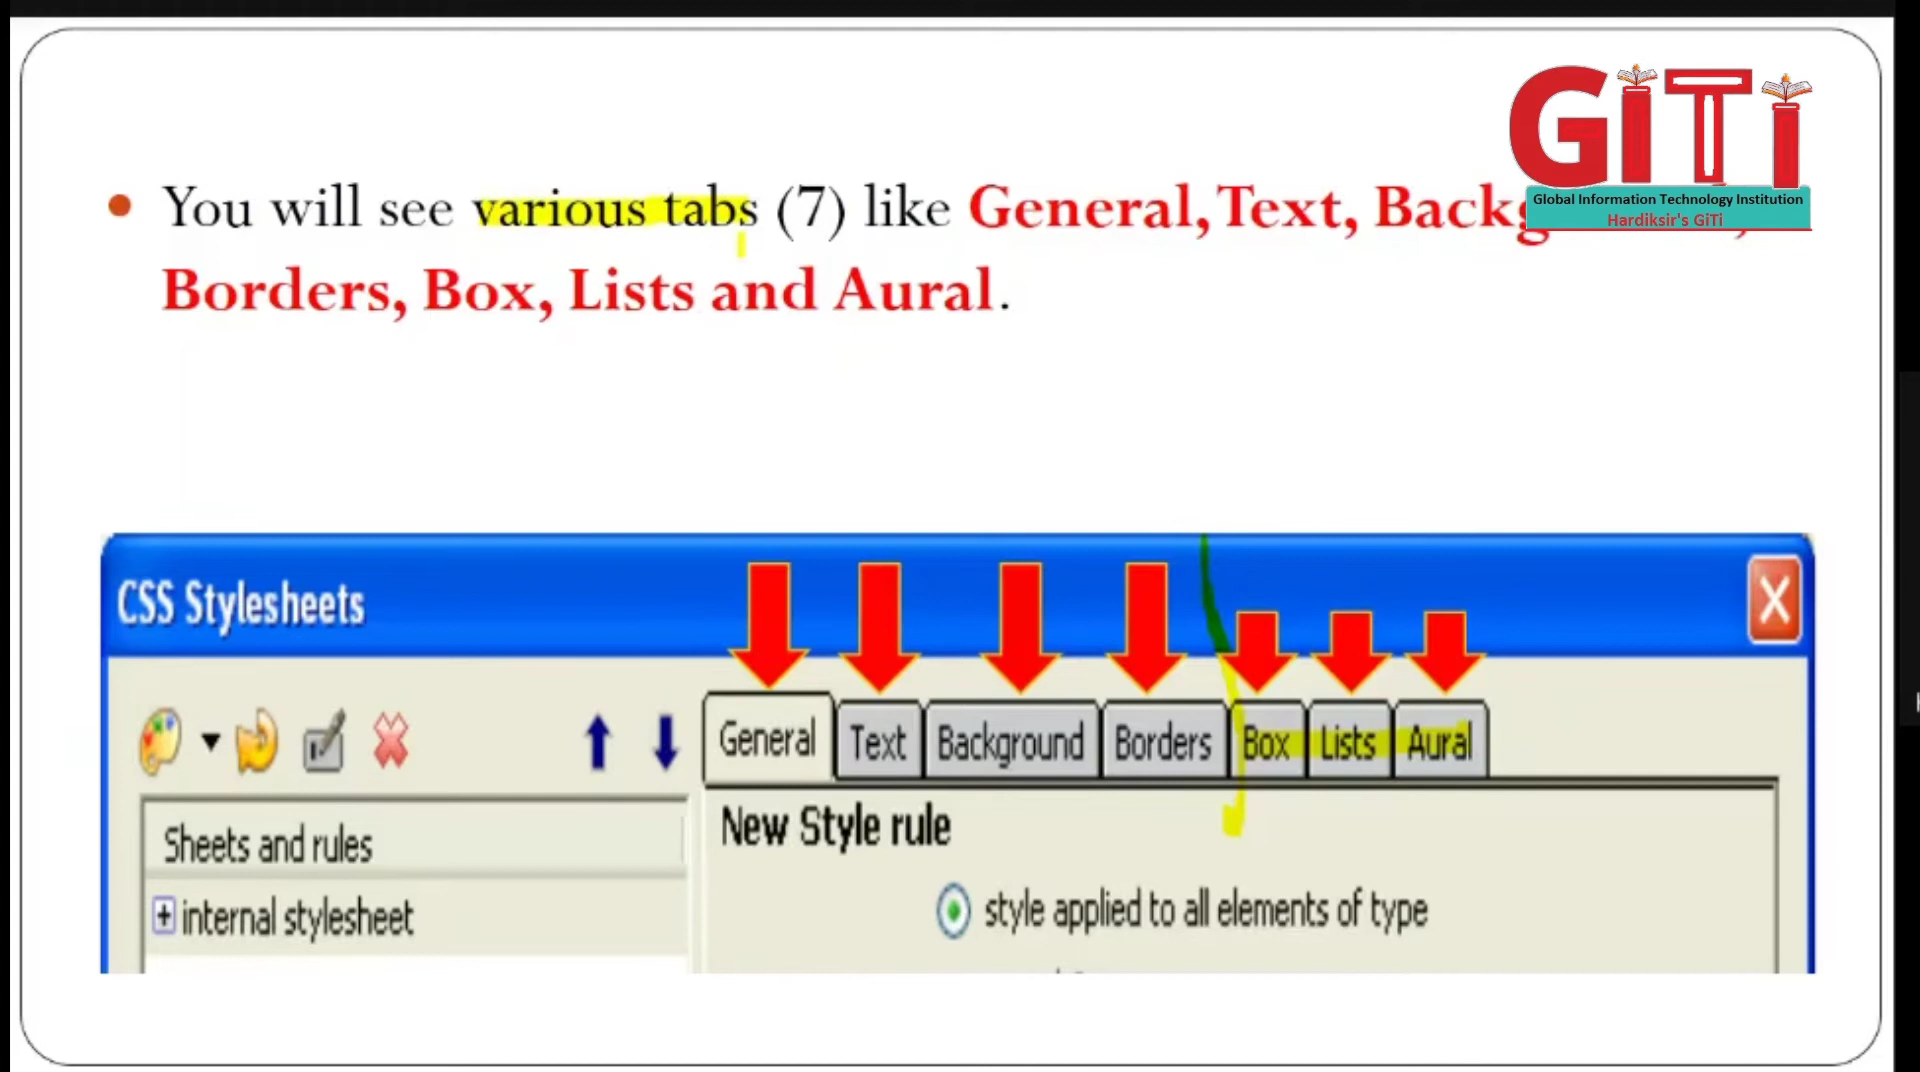 GiTi
Global Information Technology Institution
Hardiksir's GiTi
You will see various tabs (7) like General, Text, Backg
Borders, Box, Lists and Aural.
CSS Stylesheets
X
General Text Background Borders Box Lists Aural
Sheets and rules
internal stylesheet
New Style rule
style applied to all elements of type